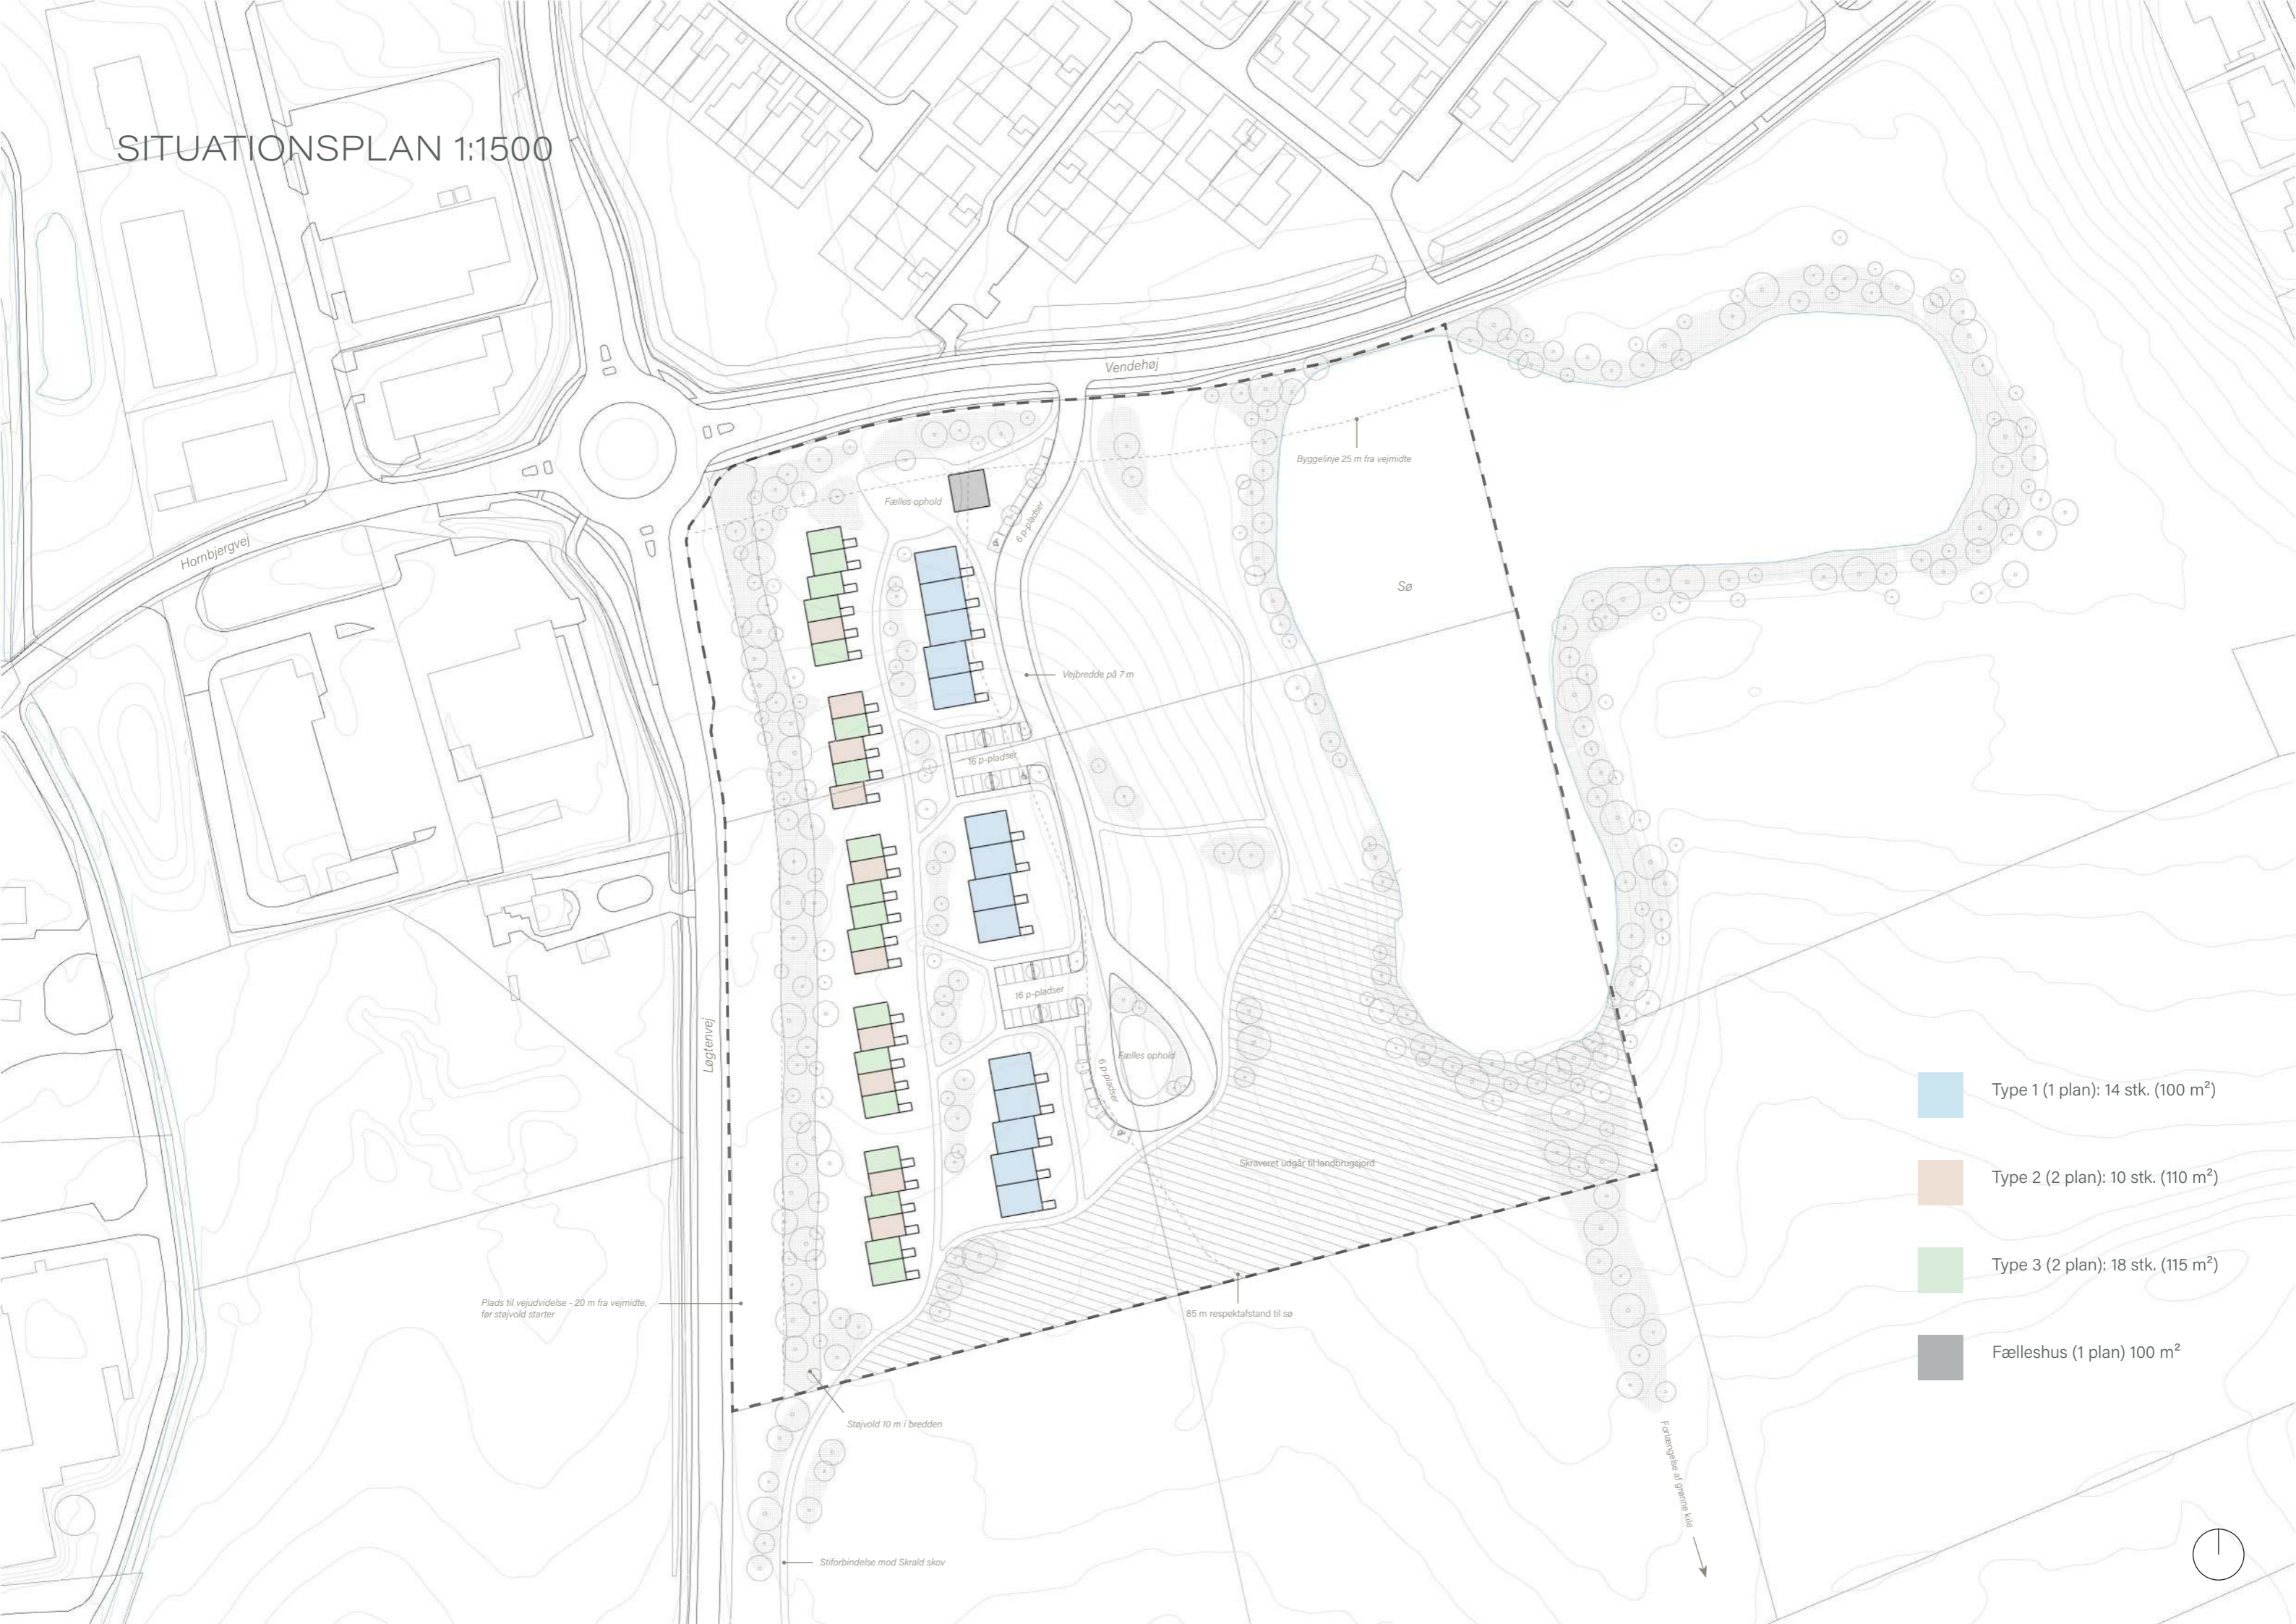 SITUATIONSPLAN 1:1500
Vendehøj
Byggelinje 25 m fra vejmidte
Fælles ophold
6 p-pladser
Hornbjergvej
Sø
Vejbredde på 7 m
16 p-pladser
16 p-pladser
Løgtenvej
Fælles ophold
6 p-pladser
Type 1 (1 plan): 14 stk. (100 m²)
Skraveret udgår til landbrugsjord
Type 2 (2 plan): 10 stk. (110 m²)
Type 3 (2 plan): 18 stk. (115 m²)
Plads til vejudvidelse - 20 m fra vejmidte,
før støjvold starter
85 m respektafstand til sø
Fælleshus (1 plan) 100 m²
Støjvold 10 m i bredden
Forlængelse af grønne kile
Stiforbindelse mod Skrald skov